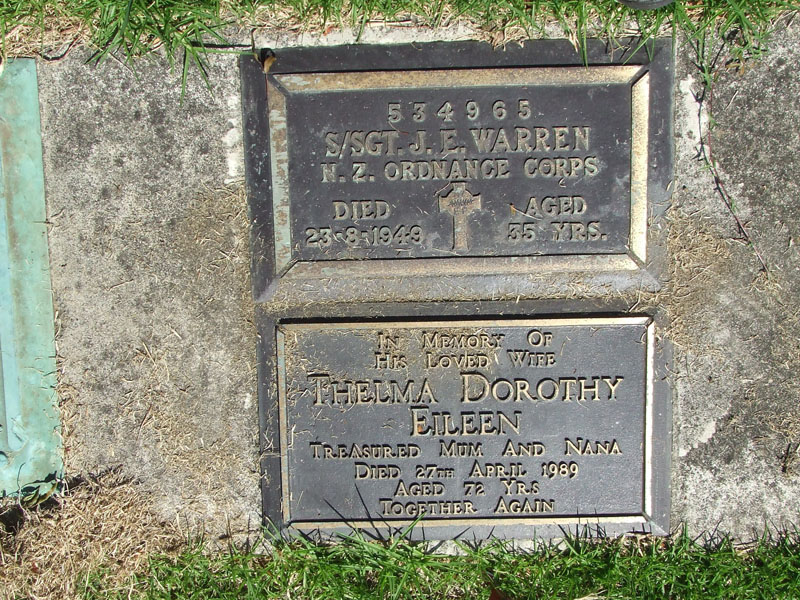 534965
S/SGT. J. E. WARREN
N. Z. ORDNANCE CORPS
DIED AGED
23-8-1949 35 YRS.
IN MEMORY OF
HIS LOVED WIFE
THELMA DOROTHY
EILEEN
TREASURED MUM AND NANA
DIED 27TH APRIL 1989
AGED 72 YRS
TOGETHER AGAIN